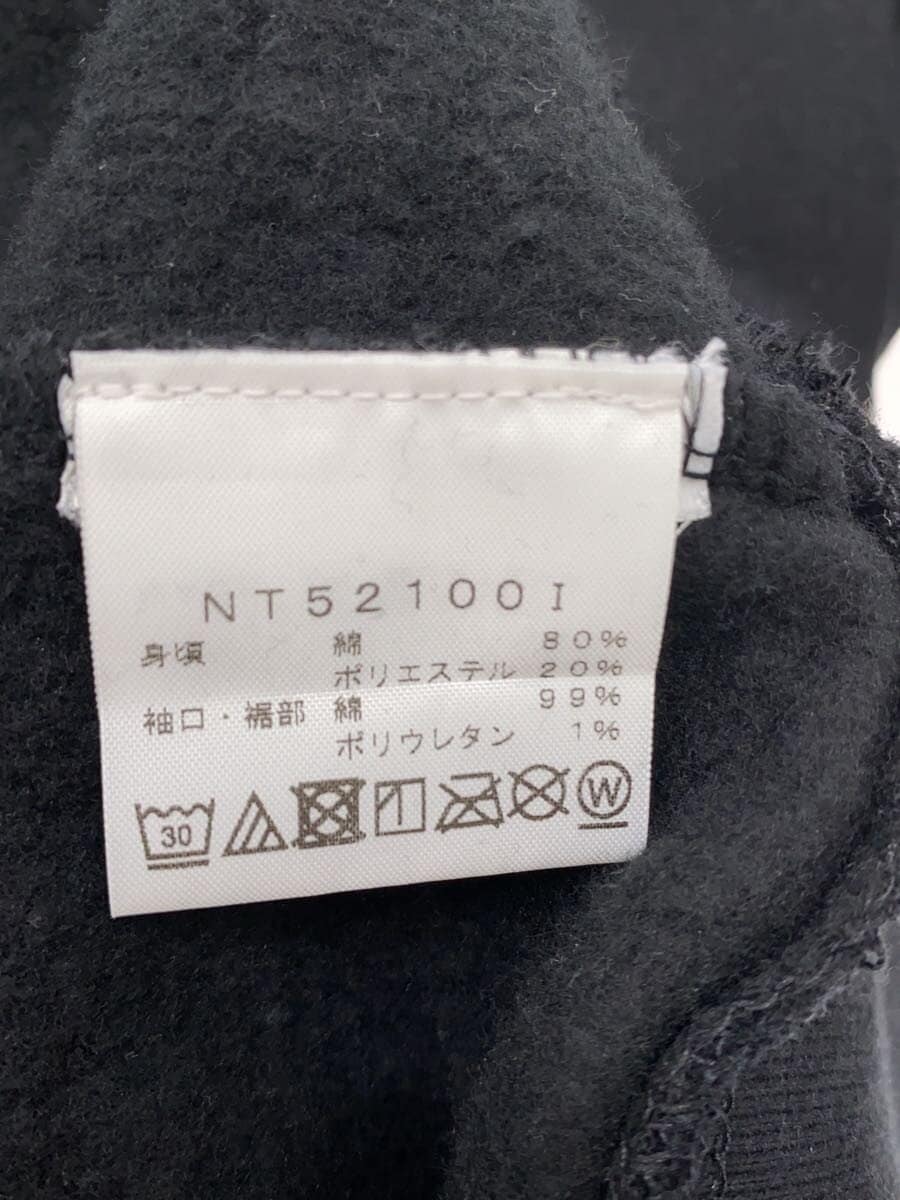 NT52100I
身頃 綿 80%
ポリエステル 20%
袖口・裾部 綿 99%
ポリウレタン 1%
30 W